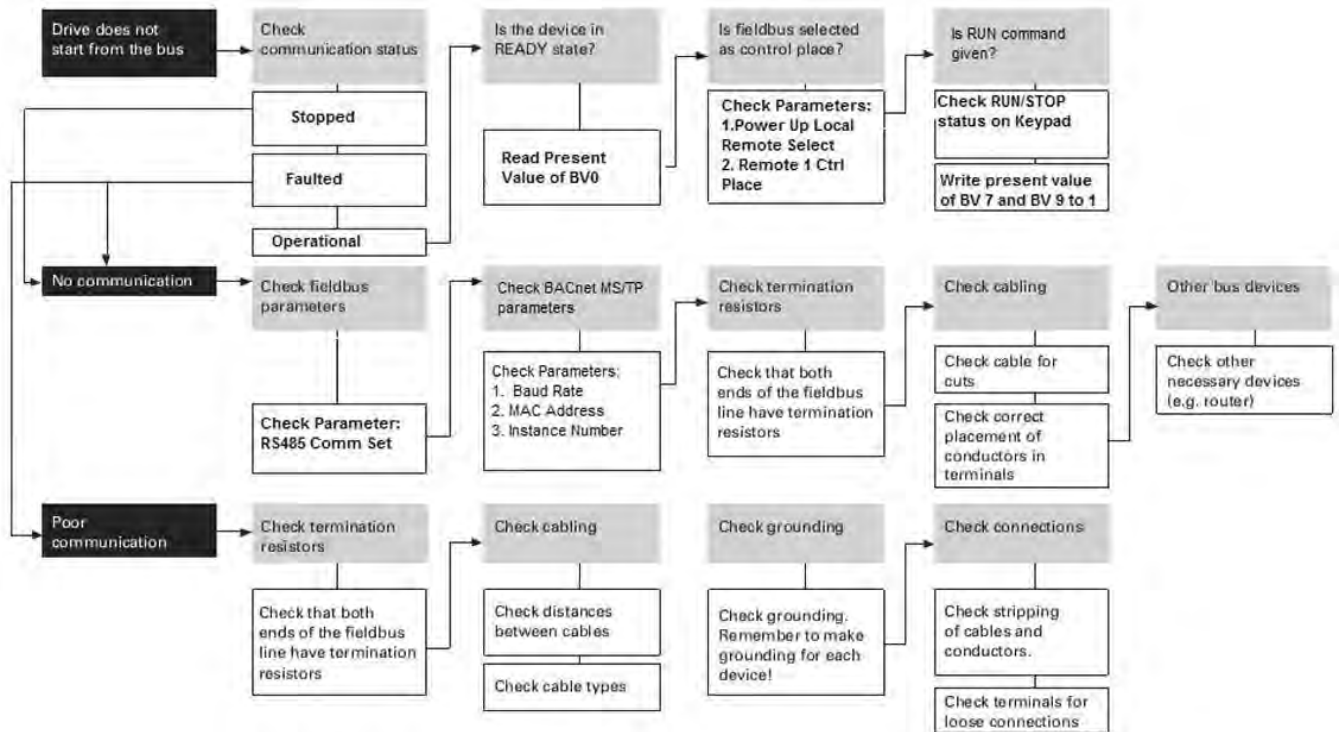 Drive does not
start from the bus
Check
communication status
Stopped
Faulted
Operational
Is the device in
READY state?
Read Present
Value of BV0
Is fieldbus selected
as control place?
Check Parameters:
1.Power Up Local
Remote Select
2. Remote 1 Ctrl
Place
Is RUN command
given?
Check RUN/STOP
status on Keypad
Write present value
of BV 7 and BV 9 to 1
No communication
Check fieldbus
parameters
Check Parameter:
RS485 Comm Set
Check BACnet MS/TP
parameters
Check Parameters:
1. Baud Rate
2. MAC Address
3. Instance Number
Check termination
resistors
Check that both
ends of the fieldbus
line have termination
resistors
Check cabling
Check cable for
cuts
Check correct
placement of
conductors in
terminals
Other bus devices
Check other
necessary devices
(e.g. router)
Poor
communication
Check termination
resistors
Check that both
ends of the fieldbus
line have termination
resistors
Check cabling
Check distances
between cables
Check cable types
Check grounding
Check grounding.
Remember to make
grounding for each
device!
Check connections
Check stripping
of cables and
conductors.
Check terminals for
loose connections